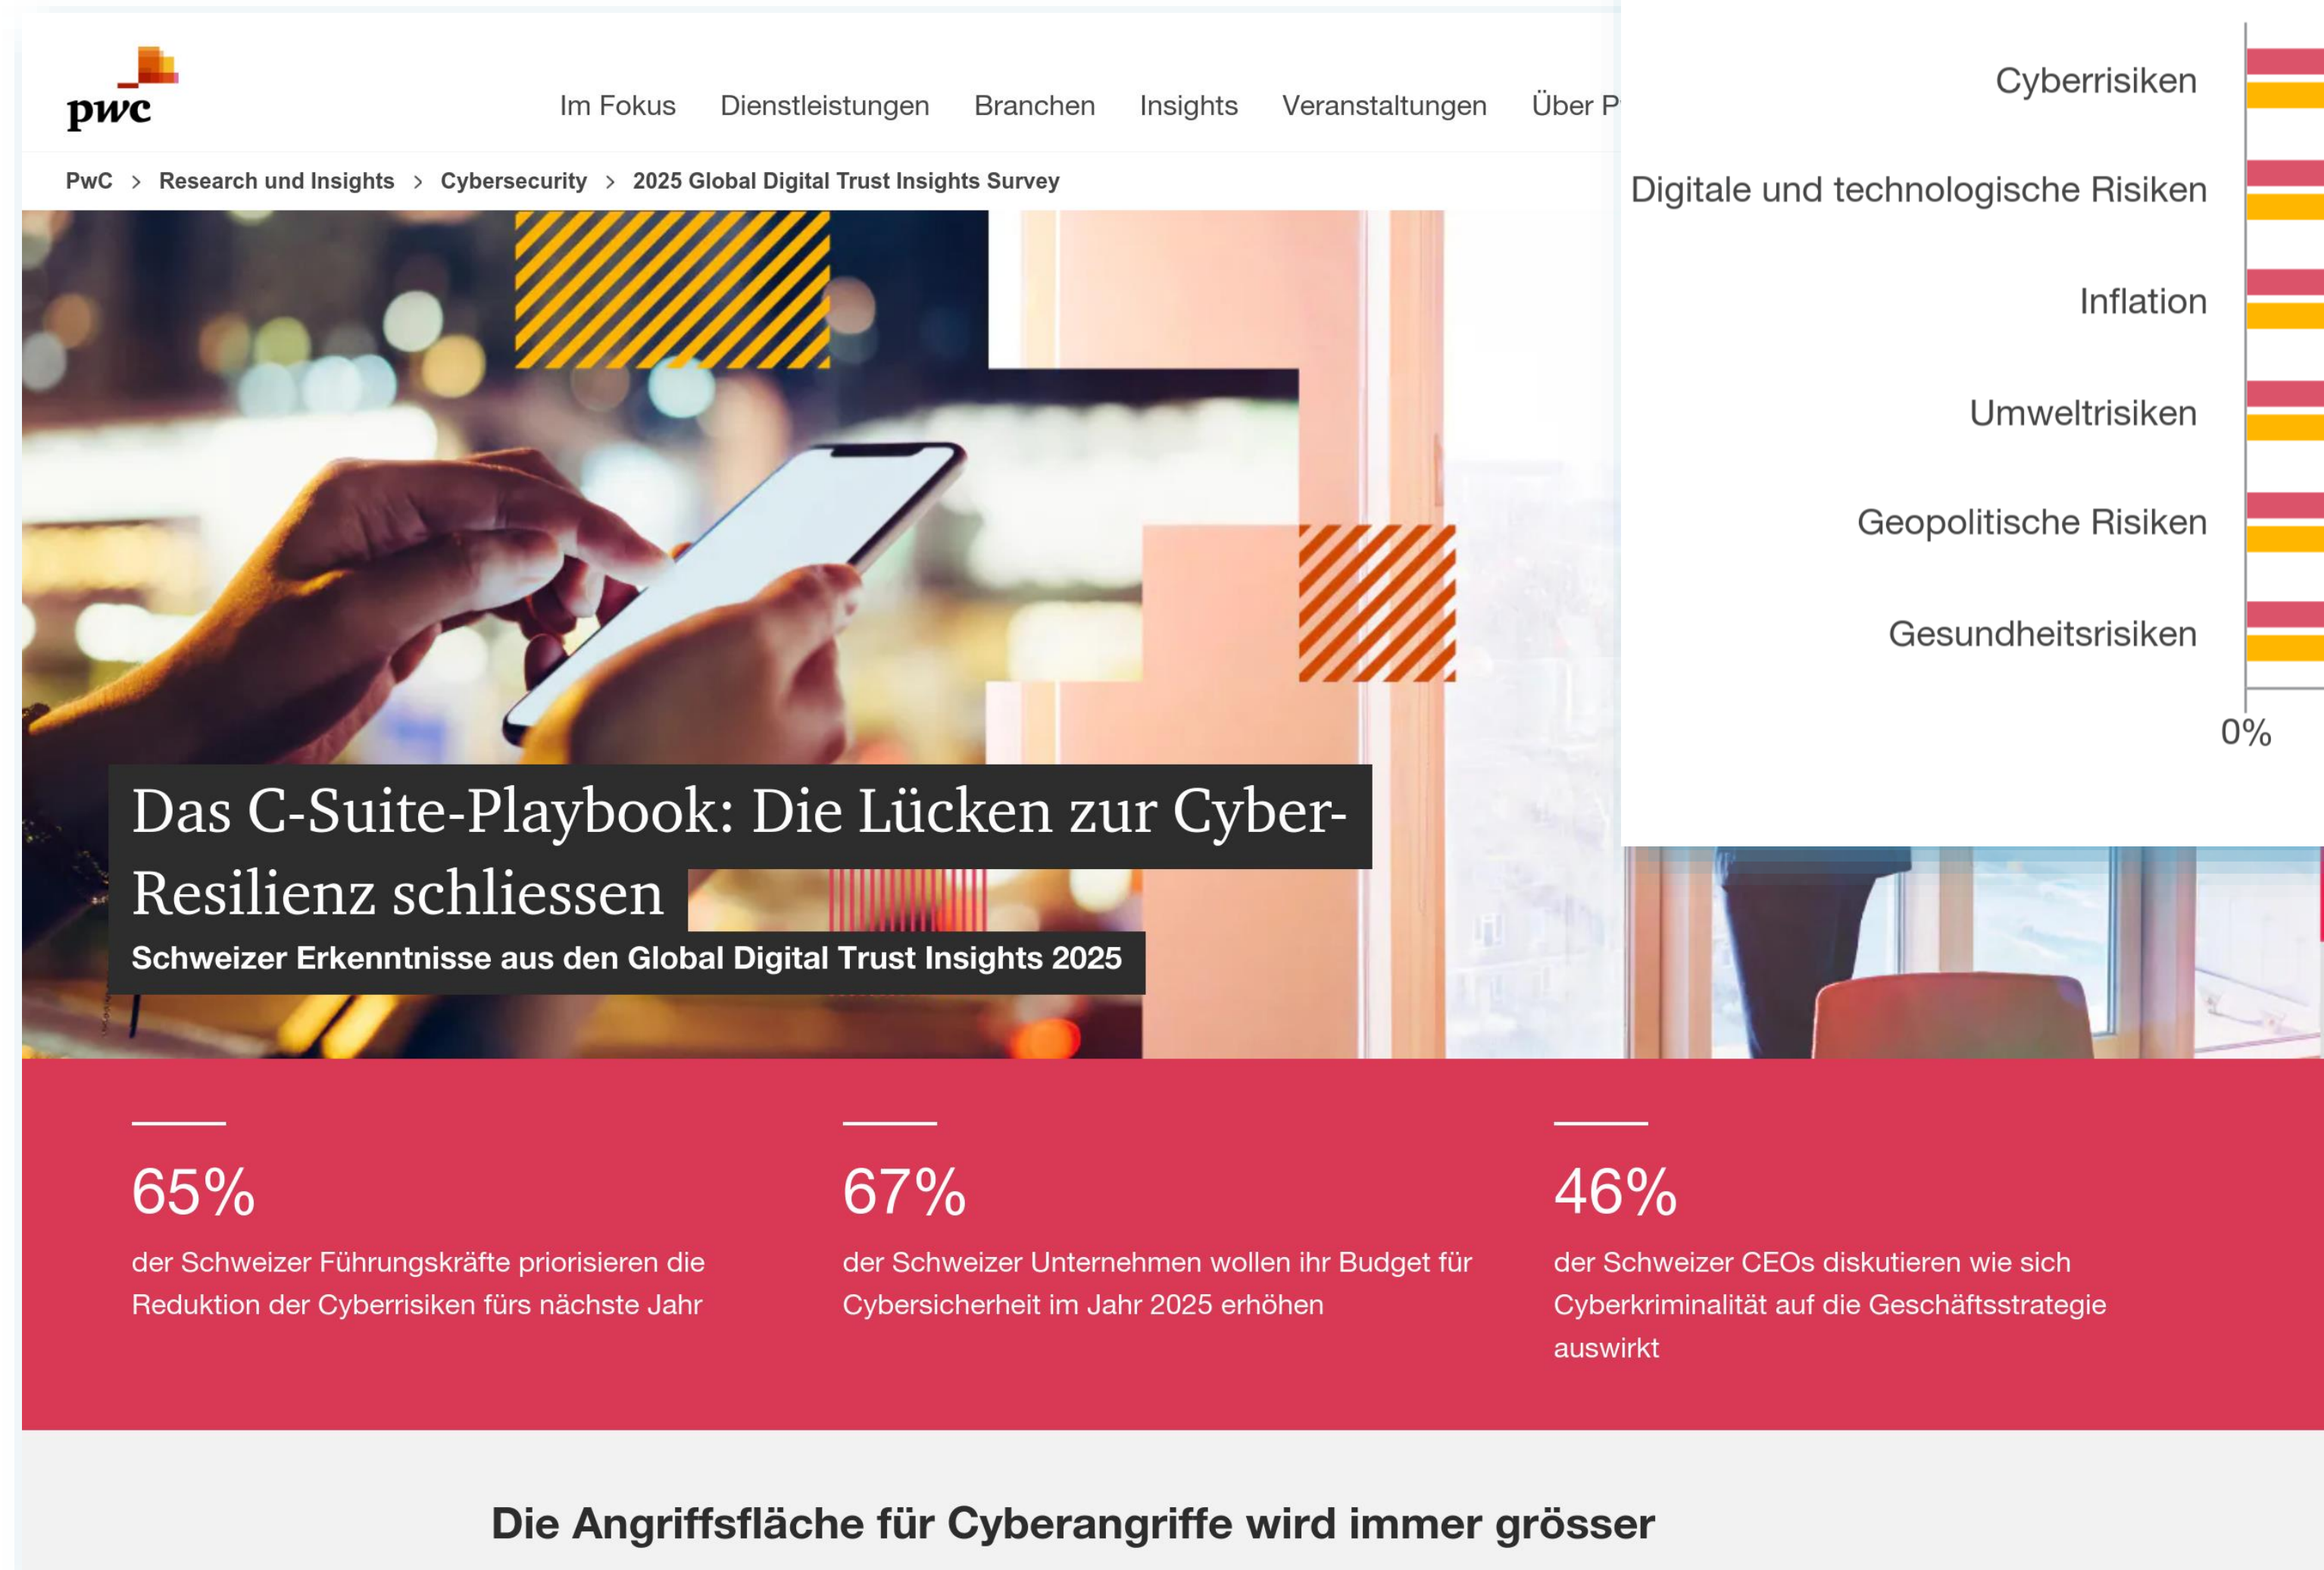 pwc
Im Fokus Dienstleistungen Branchen Insights Veranstaltungen Über P
PwC > Research und Insights > Cybersecurity > 2025 Global Digital Trust Insights Survey
Cyberrisiken
Digitale und technologische Risiken
Inflation
Umweltrisiken
Geopolitische Risiken
Gesundheitsrisiken
0%
Das C-Suite-Playbook: Die Lücken zur Cyber-
Resilienz schliessen
Schweizer Erkenntnisse aus den Global Digital Trust Insights 2025
65%
der Schweizer Führungskräfte priorisieren die
Reduktion der Cyberrisiken fürs nächste Jahr
67%
der Schweizer Unternehmen wollen ihr Budget für
Cybersicherheit im Jahr 2025 erhöhen
46%
der Schweizer CEOs diskutieren wie sich
Cyberkriminalität auf die Geschäftsstrategie
auswirkt
Die Angriffsfläche für Cyberangriffe wird immer grösser